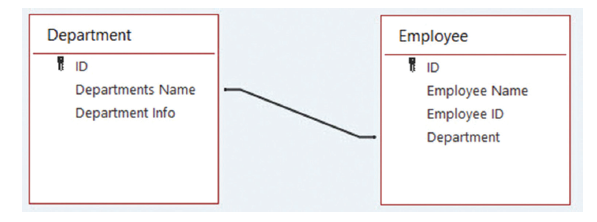 Department
ID
Departments Name
Department Info
Employee
ID
Employee Name
Employee ID
Department